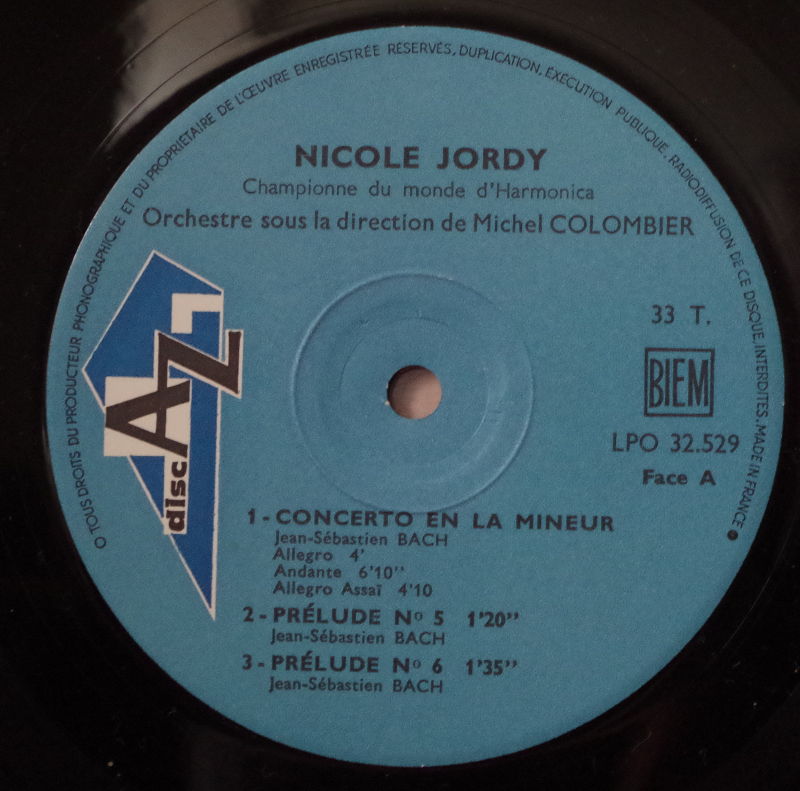 O TOUS DROITS DU PRODUCTEUR PHONOGRAPHIQUE ET DU PROPRIÉTAIRE DE L'ŒUVRE ENREGISTRÉE RÉSERVÉS. DUPLICATION, EXÉCUTION PUBLIQUE, RADIODIFFUSION DE CE DISQUE INTERDITES. MADE IN FRANCE
NICOLE JORDY
Championne du monde d'Harmonica
Orchestre sous la direction de Michel COLOMBIER
disc AZ
33 T.
BIEM
LPO 32.529
Face A
1 - CONCERTO EN LA MINEUR
Jean-Sébastien BACH
Allegro 4'
Andante 6'10"
Allegro Assaï 4'10
2 - PRÉLUDE No 5 1'20"
Jean-Sébastien BACH
3 - PRÉLUDE No 6 1'35"
Jean-Sébastien BACH